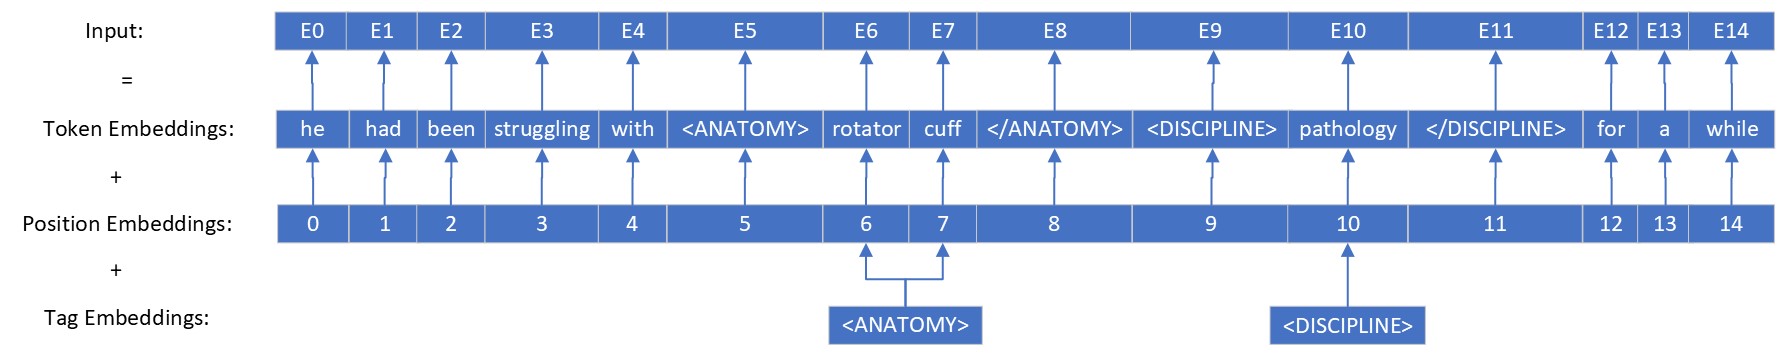 Input: E0 E1 E2 E3 E4 E5 E6 E7 E8 E9 E10 E11 E12 E13 E14
=
Token Embeddings: he had been struggling with <ANATOMY> rotator cuff </ANATOMY> <DISCIPLINE> pathology </DISCIPLINE> for a while
+
Position Embeddings: 0 1 2 3 4 5 6 7 8 9 10 11 12 13 14
+
Tag Embeddings: <ANATOMY> <DISCIPLINE>